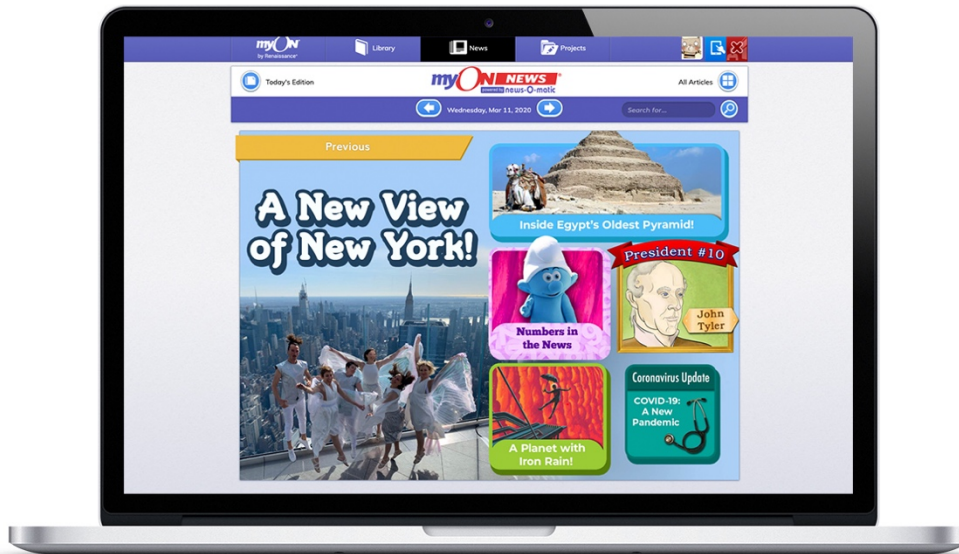 myON
by Renaissance®
Library
News
Projects
Today's Edition
myON NEWS®
powered by news-O-matic
All Articles
Wednesday, Mar 11, 2020
Search for...
Previous
A New View
of New York!
Inside Egypt's Oldest Pyramid!
Numbers in
the News
President #10
John
Tyler
A Planet with
Iron Rain!
Coronavirus Update
COVID-19:
A New
Pandemic